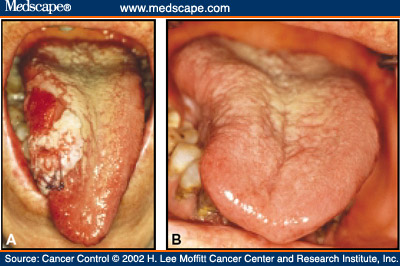 Medscape® www.medscape.com
A B
Source: Cancer Control © 2002 H. Lee Moffitt Cancer Center and Research Institute, Inc.